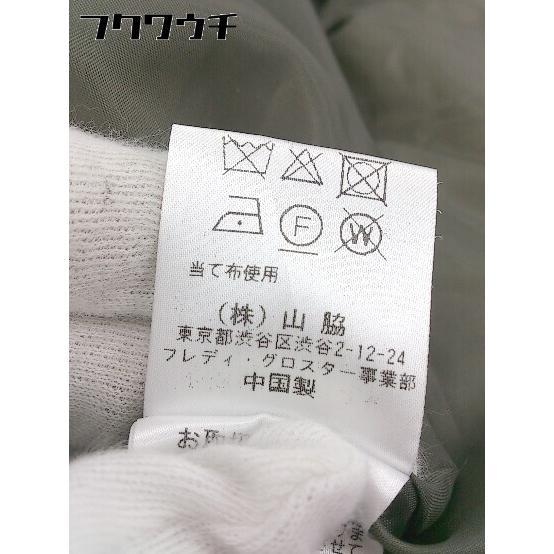 フクワウチ
F
W
当て布使用
(株) 山 脇
東京都渋谷区渋谷2-12-24
フレディ・グロスター事業部
中国製